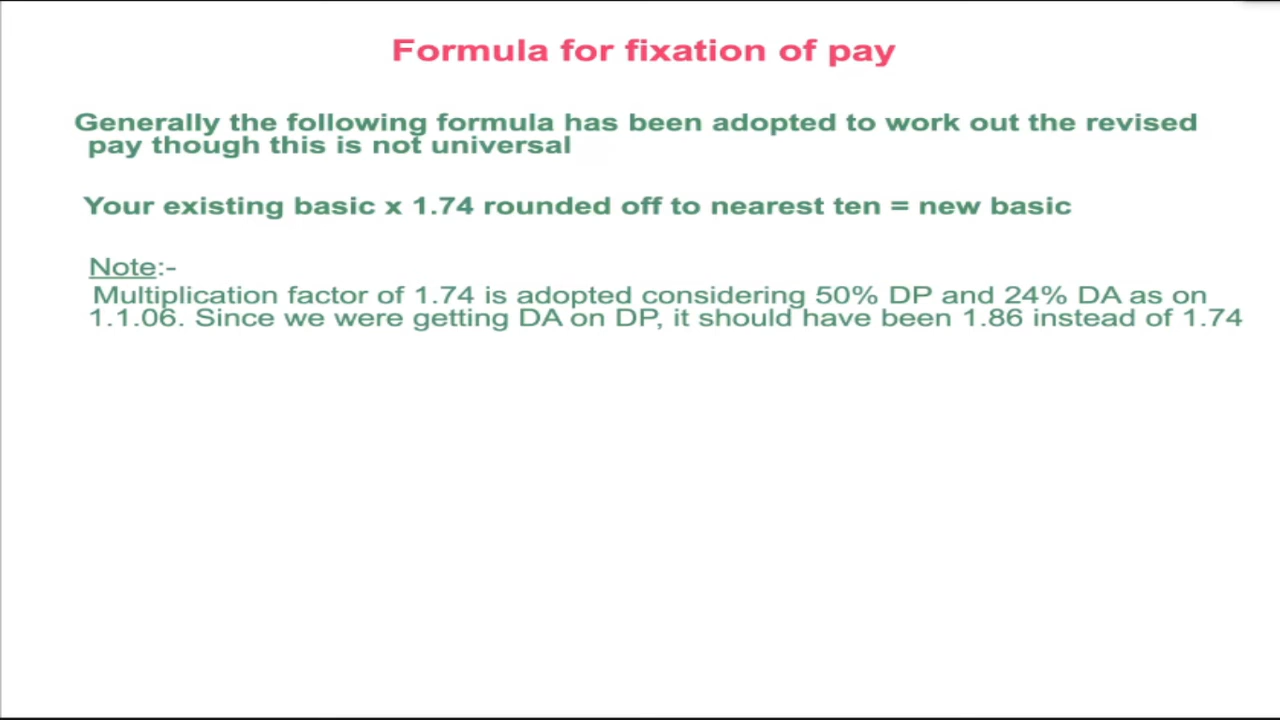 Formula for fixation of pay
Generally the following formula has been adopted to work out the revised
pay though this is not universal
Your existing basic x 1.74 rounded off to nearest ten = new basic
Note:-
Multiplication factor of 1.74 is adopted considering 50% DP and 24% DA as on
1.1.06. Since we were getting DA on DP, it should have been 1.86 instead of 1.74